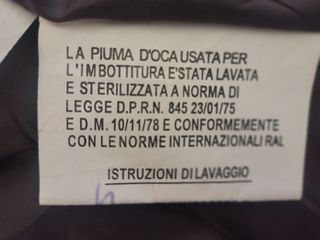 LA PIUMA D'OCA USATA PER
L'IMBOTTITURA E'STATA LAVATA
E STERILIZZATA A NORMA DI
LEGGE D.P.R.N. 845 23/01/75
E D.M. 10/11/78 E CONFORMEMENTE
CON LE NORME INTERNAZIONALI RAL
ISTRUZIONI DI LAVAGGIO